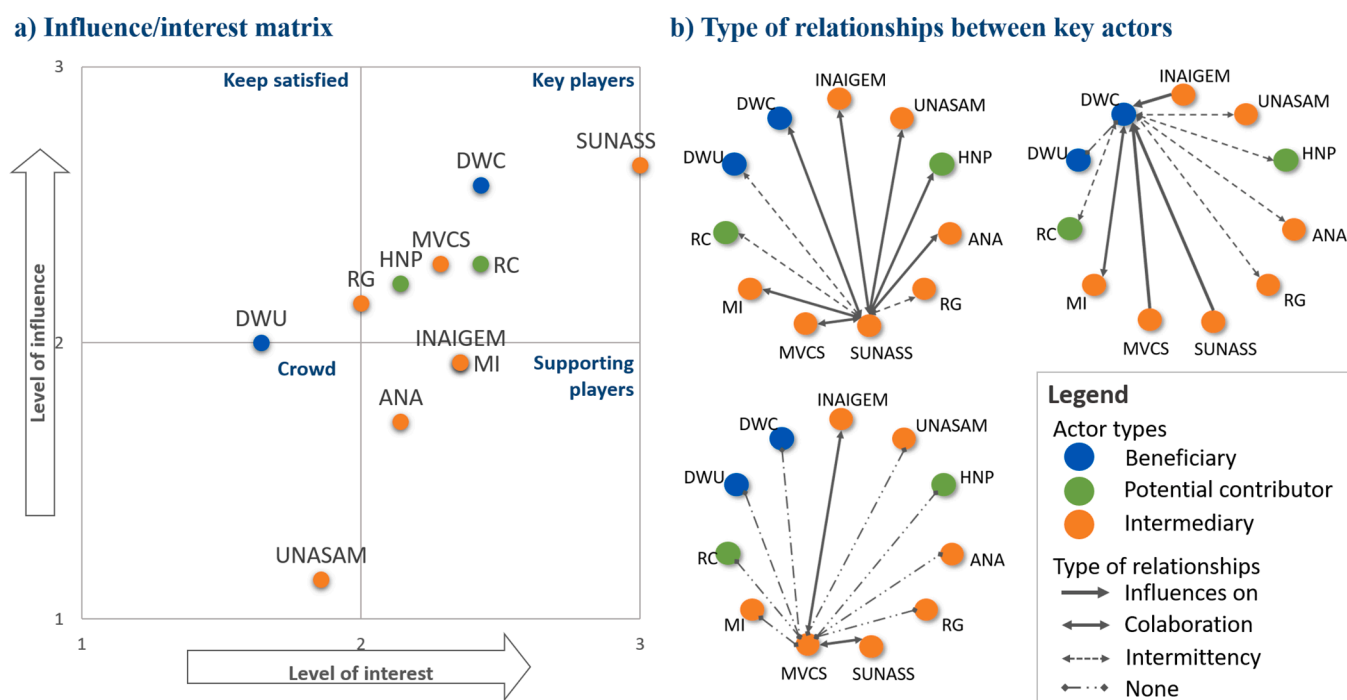 a) Influence/interest matrix
3
Keep satisfied
Key players
SUNASS
DWC
MVCS
HNP
RC
RG
DWU
2
Crowd
INAIGEM
MI
Supporting
players
ANA
UNASAM
1
1
2
3
Level of influence
Level of interest
b) Type of relationships between key actors
INAIGEM
DWC
UNASAM
DWU
HNP
RC
ANA
MI
RG
MVCS
SUNASS
INAIGEM
DWC
UNASAM
DWU
HNP
RC
ANA
MI
RG
MVCS
SUNASS
INAIGEM
DWC
UNASAM
DWU
HNP
RC
ANA
MI
RG
MVCS
SUNASS
Legend
Actor types
Beneficiary
Potential contributor
Intermediary
Type of relationships
Influences on
Colaboration
Intermittency
None